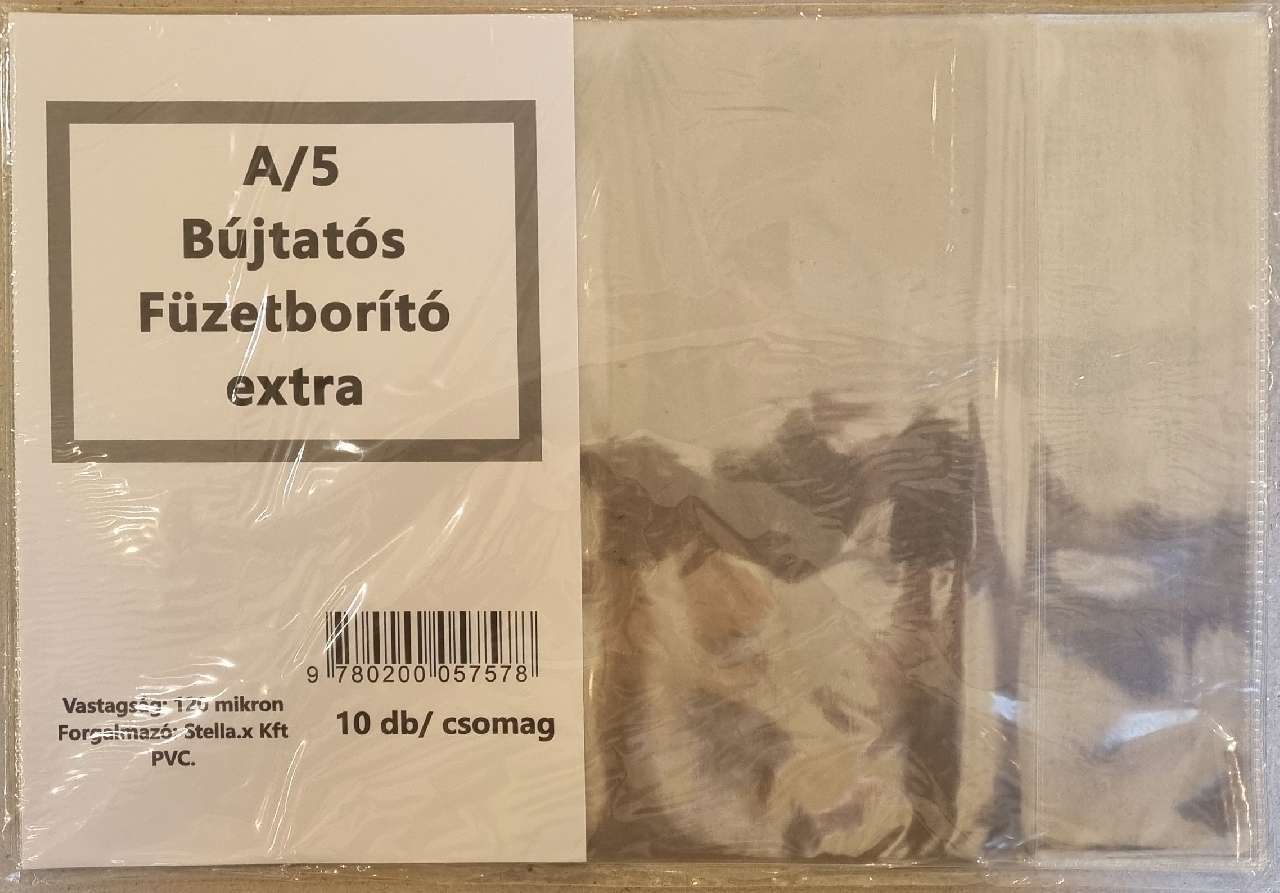 A/5
Bújtatós
Füzetborító
extra
9 780200 057578
Vastagság: 120 mikron
Forgalmazó: Stella.x Kft
PVC.
10 db/ csomag